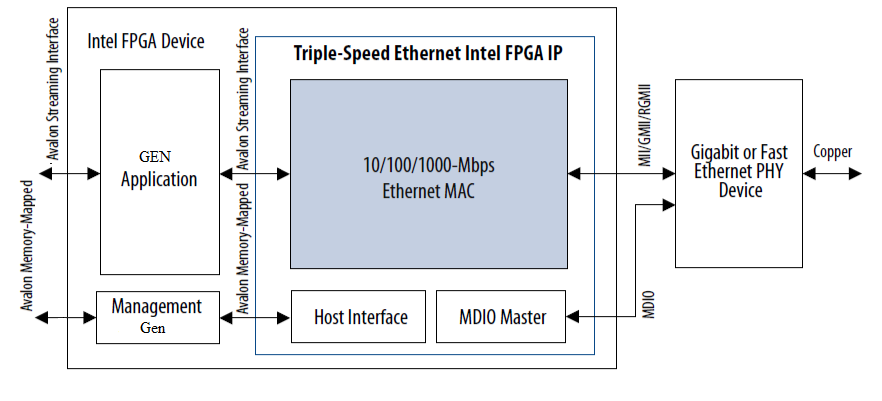 Intel FPGA Device
Triple-Speed Ethernet Intel FPGA IP
Avalon Streaming Interface
Avalon Streaming Interface
MII/GMII/RGMII
GEN
Application
10/100/1000-Mbps
Ethernet MAC
Gigabit or Fast
Ethernet PHY
Device
Copper
Avalon Memory-Mapped
Avalon Memory-Mapped
Management
Gen
Host Interface
MDIO Master
MDIO